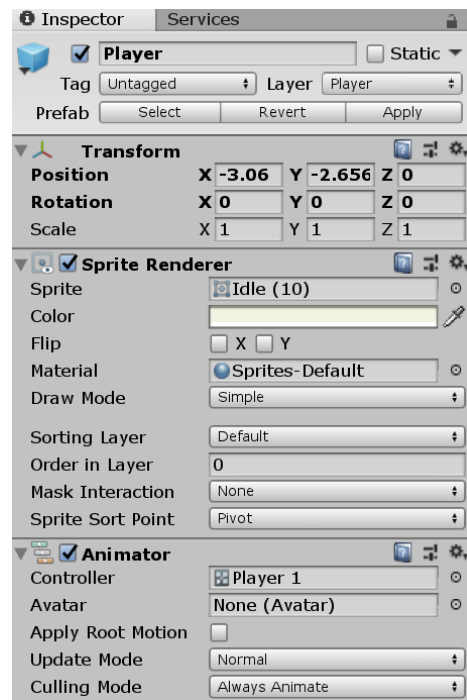 Inspector Services
Player Static
Tag Untagged Layer Player
Prefab Select Revert Apply
Transform
Position X -3.06 Y -2.656 Z 0
Rotation X 0 Y 0 Z 0
Scale X 1 Y 1 Z 1
Sprite Renderer
Sprite Idle (10)
Color
Flip X Y
Material Sprites-Default
Draw Mode Simple
Sorting Layer Default
Order in Layer 0
Mask Interaction None
Sprite Sort Point Pivot
Animator
Controller Player 1
Avatar None (Avatar)
Apply Root Motion
Update Mode Normal
Culling Mode Always Animate